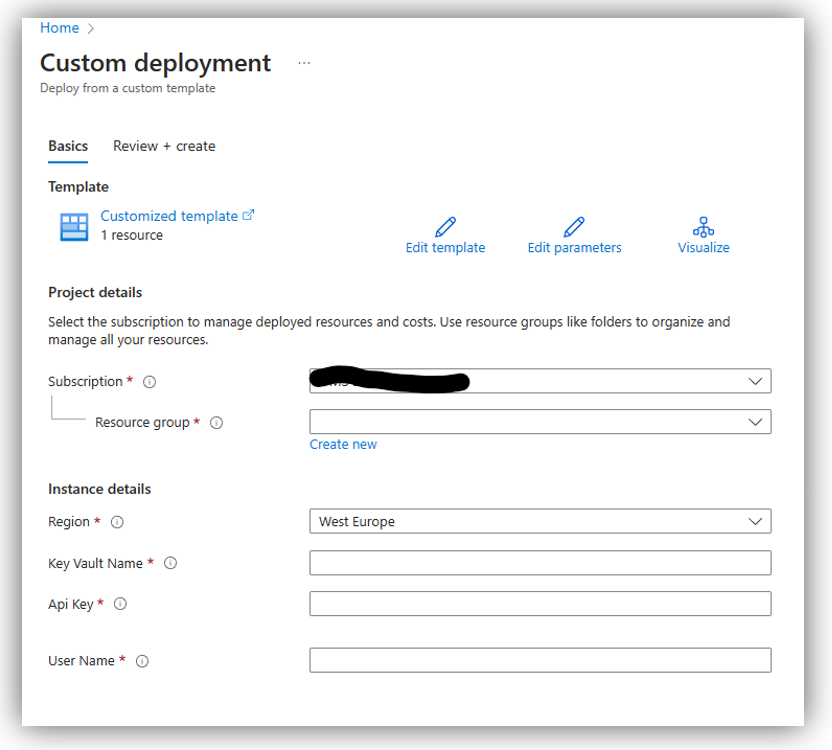 Home >
Custom deployment ...
Deploy from a custom template
Basics Review + create
Template
Customized template
1 resource
Edit template Edit parameters Visualize
Project details
Select the subscription to manage deployed resources and costs. Use resource groups like folders to organize and
manage all your resources.
Subscription *
Resource group *
Create new
Instance details
Region * West Europe
Key Vault Name *
Api Key *
User Name *